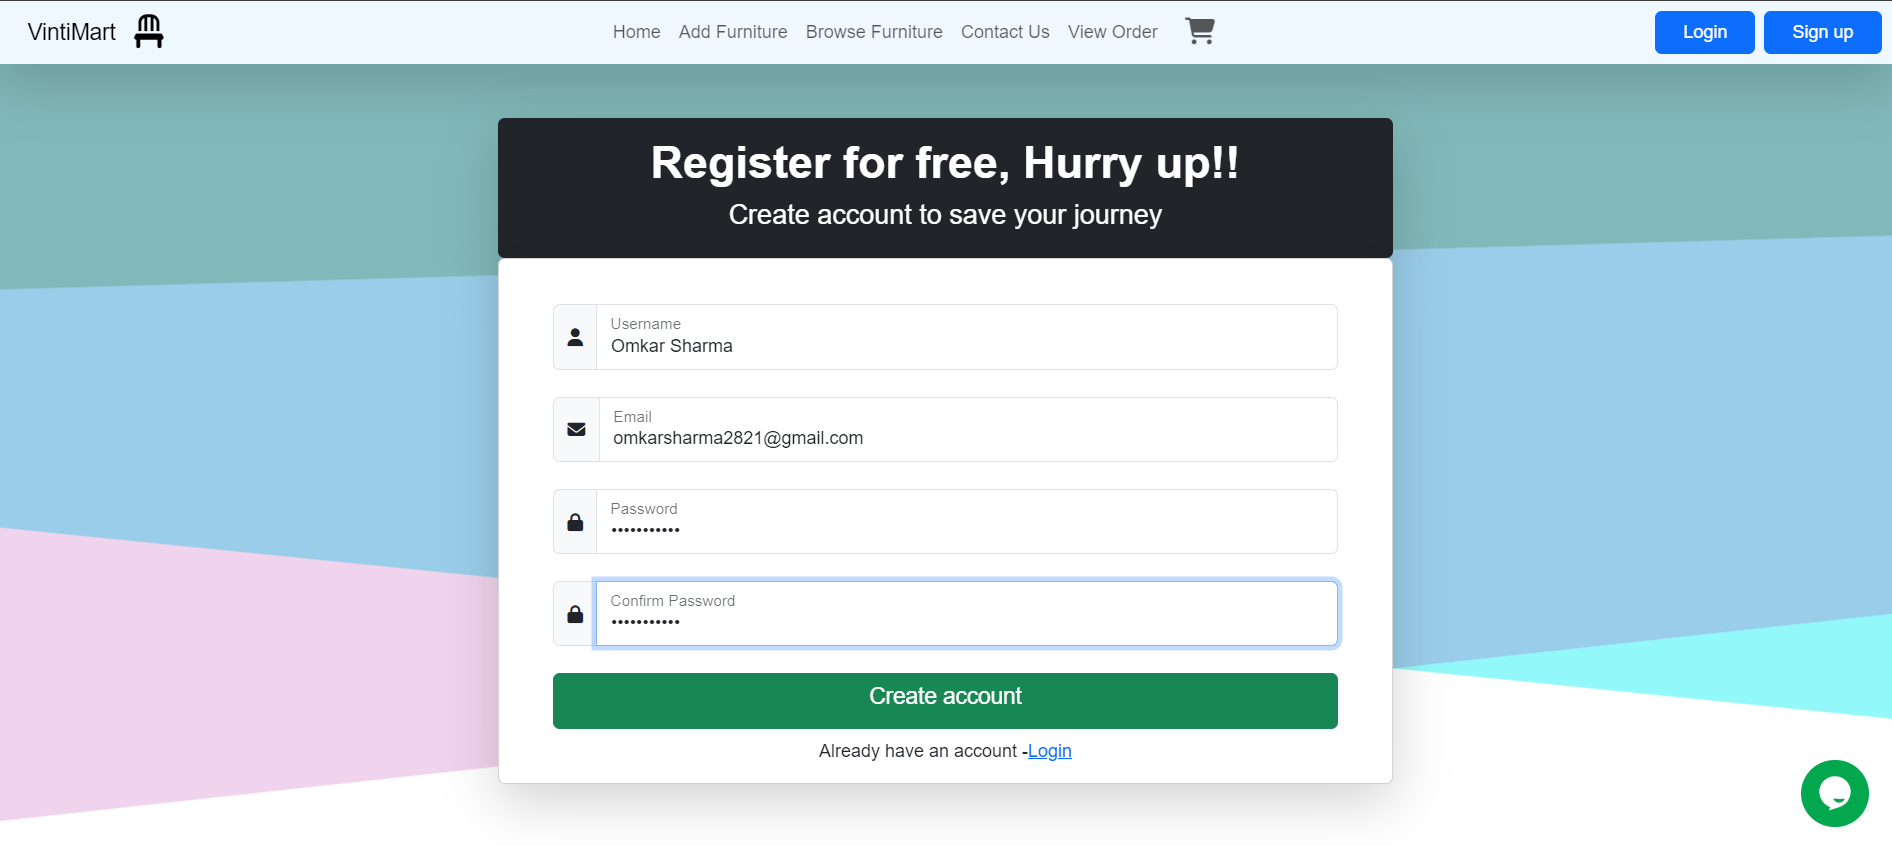 VintiMart
Home Add Furniture Browse Furniture Contact Us View Order
Login Sign up
Register for free, Hurry up!!
Create account to save your journey
Username
Omkar Sharma
Email
omkarsharma2821@gmail.com
Password
•••••••••••
Confirm Password
•••••••••••
Create account
Already have an account -Login